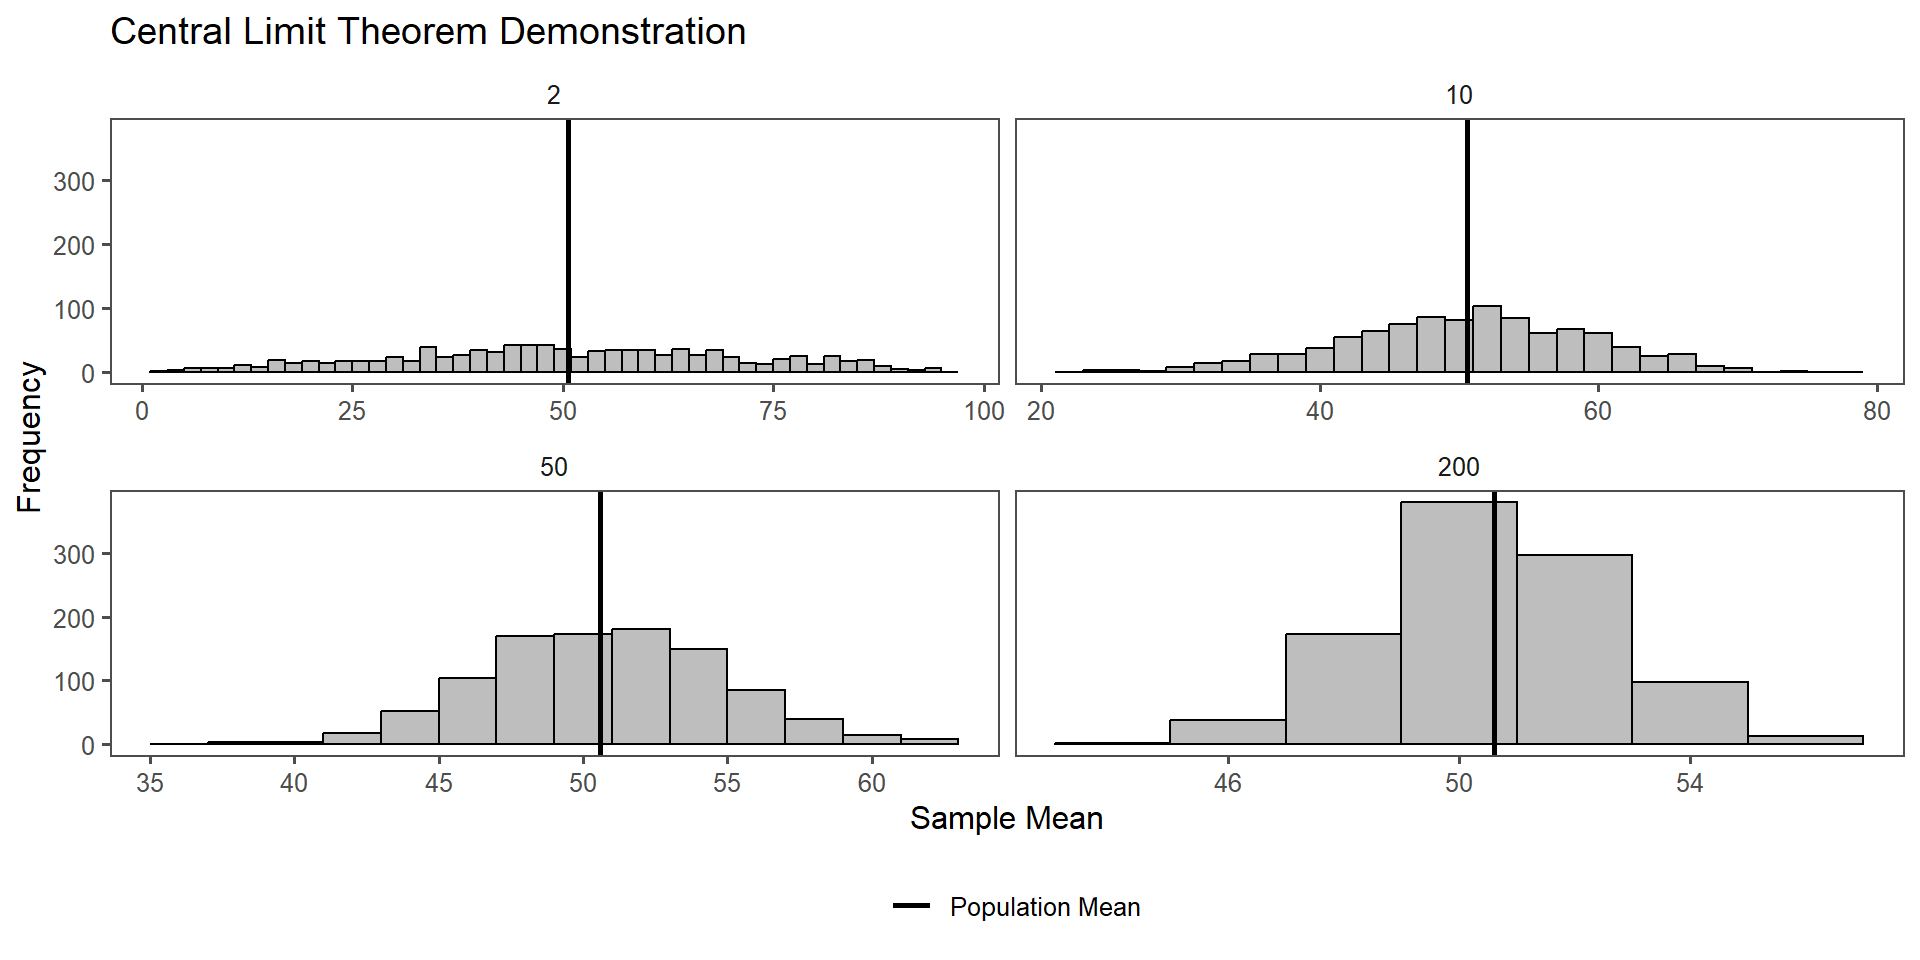 Central Limit Theorem Demonstration
2
10
300
200
100
0
0 25 50 75 100
20 40 60 80
50
200
300
200
100
0
35 40 45 50 55 60
46 50 54
Frequency
Sample Mean
Population Mean